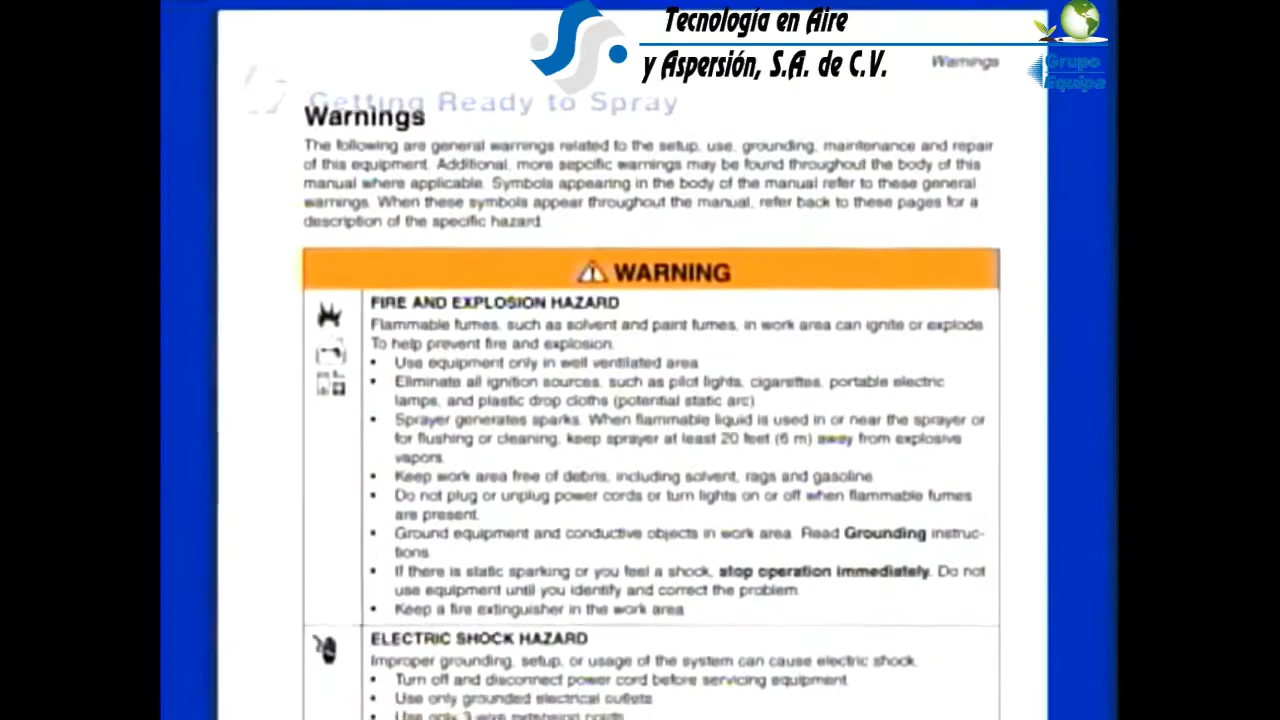 Tecnología en Aire
y Aspersión, S.A. de C.V.
Grupo
Equipa
Warnings
Getting Ready to Spray
Warnings
The following are general warnings related to the setup, use, grounding, maintenance and repair
of this equipment. Additional, more sepcific warnings may be found throughout the body of this
manual where applicable. Symbols appearing in the body of the manual refer to these general
warnings. When these symbols appear throughout the manual, refer back to these pages for a
description of the specific hazard.
WARNING
FIRE AND EXPLOSION HAZARD
Flammable fumes, such as solvent and paint fumes, in work area can ignite or explode.
To help prevent fire and explosion:
• Use equipment only in well ventilated area.
• Eliminate all ignition sources, such as pilot lights, cigarettes, portable electric
lamps, and plastic drop cloths (potential static arc).
• Sprayer generates sparks. When flammable liquid is used in or near the sprayer or
for flushing or cleaning, keep sprayer at least 20 feet (6 m) away from explosive
vapors.
• Keep work area free of debris, including solvent, rags and gasoline.
• Do not plug or unplug power cords or turn lights on or off when flammable fumes
are present.
• Ground equipment and conductive objects in work area. Read Grounding instruc-
tions.
• If there is static sparking or you feel a shock, stop operation immediately. Do not
use equipment until you identify and correct the problem.
• Keep a fire extinguisher in the work area.
ELECTRIC SHOCK HAZARD
Improper grounding, setup, or usage of the system can cause electric shock.
• Turn off and disconnect power cord before servicing equipment.
• Use only grounded electrical outlets.
• Use only 3 wire extension cords.